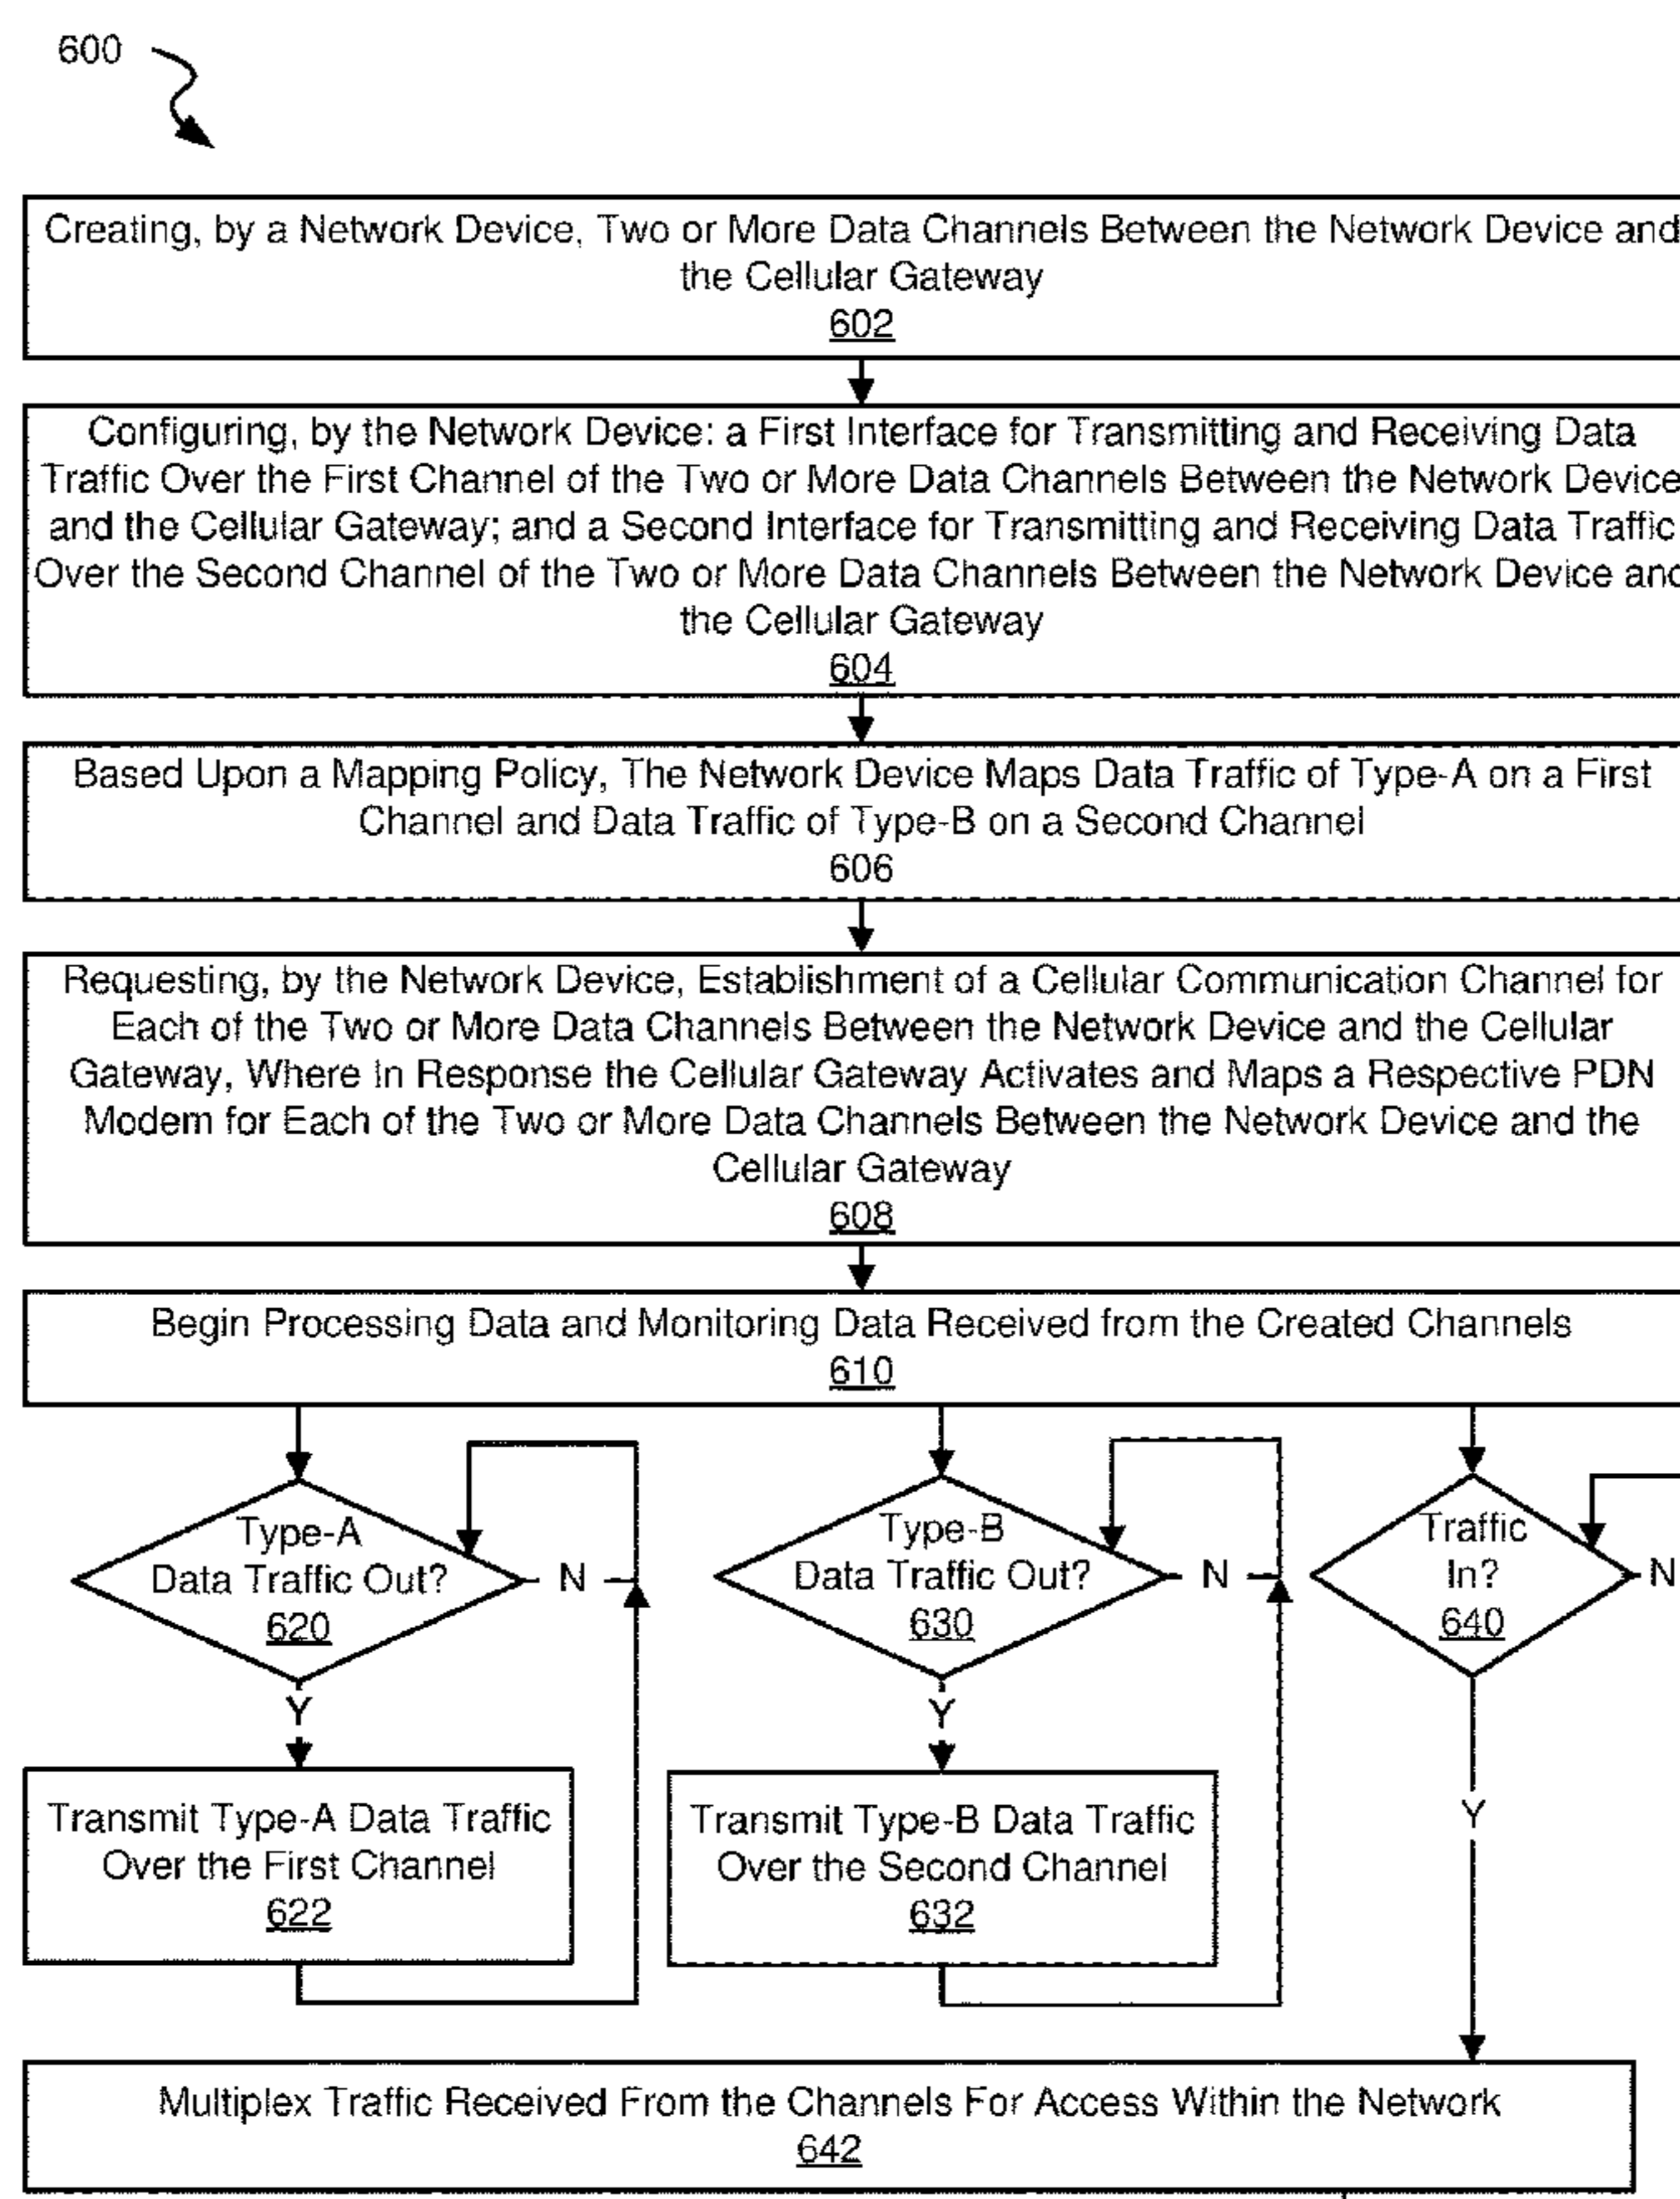 600
Creating, by a Network Device, Two or More Data Channels Between the Network Device and
the Cellular Gateway
602
Configuring, by the Network Device: a First Interface for Transmitting and Receiving Data
Traffic Over the First Channel of the Two or More Data Channels Between the Network Device
and the Cellular Gateway; and a Second Interface for Transmitting and Receiving Data Traffic
Over the Second Channel of the Two or More Data Channels Between the Network Device and
the Cellular Gateway
604
Based Upon a Mapping Policy, The Network Device Maps Data Traffic of Type-A on a First
Channel and Data Traffic of Type-B on a Second Channel
606
Requesting, by the Network Device, Establishment of a Cellular Communication Channel for
Each of the Two or More Data Channels Between the Network Device and the Cellular
Gateway, Where In Response the Cellular Gateway Activates and Maps a Respective PDN
Modem for Each of the Two or More Data Channels Between the Network Device and the
Cellular Gateway
608
Begin Processing Data and Monitoring Data Received from the Created Channels
610
Type-A
Data Traffic Out?
620
N
Y
Transmit Type-A Data Traffic
Over the First Channel
622
Type-B
Data Traffic Out?
630
N
Y
Transmit Type-B Data Traffic
Over the Second Channel
632
Traffic
In?
640
N
Y
Multiplex Traffic Received From the Channels For Access Within the Network
642